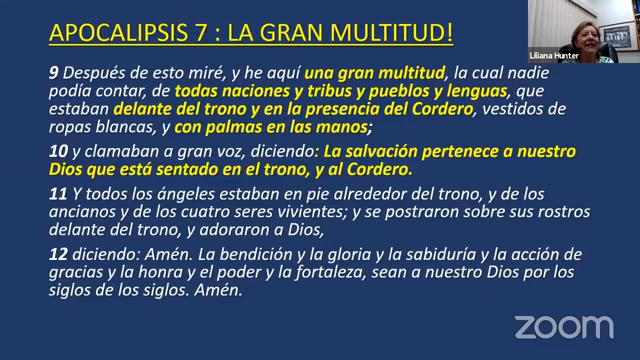 APOCALIPSIS 7 : LA GRAN MULTITUD!
Liliana Hunter
9 Después de esto miré, y he aquí una gran multitud, la cual nadie
podía contar, de todas naciones y tribus y pueblos y lenguas, que
estaban delante del trono y en la presencia del Cordero, vestidos de
ropas blancas, y con palmas en las manos;
10 y clamaban a gran voz, diciendo: La salvación pertenece a nuestro
Dios que está sentado en el trono, y al Cordero.
11 Y todos los ángeles estaban en pie alrededor del trono, y de los
ancianos y de los cuatro seres vivientes; y se postraron sobre sus rostros
delante del trono, y adoraron a Dios,
12 diciendo: Amén. La bendición y la gloria y la sabiduría y la acción de
gracias y la honra y el poder y la fortaleza, sean a nuestro Dios por los
siglos de los siglos. Amén.
zoom